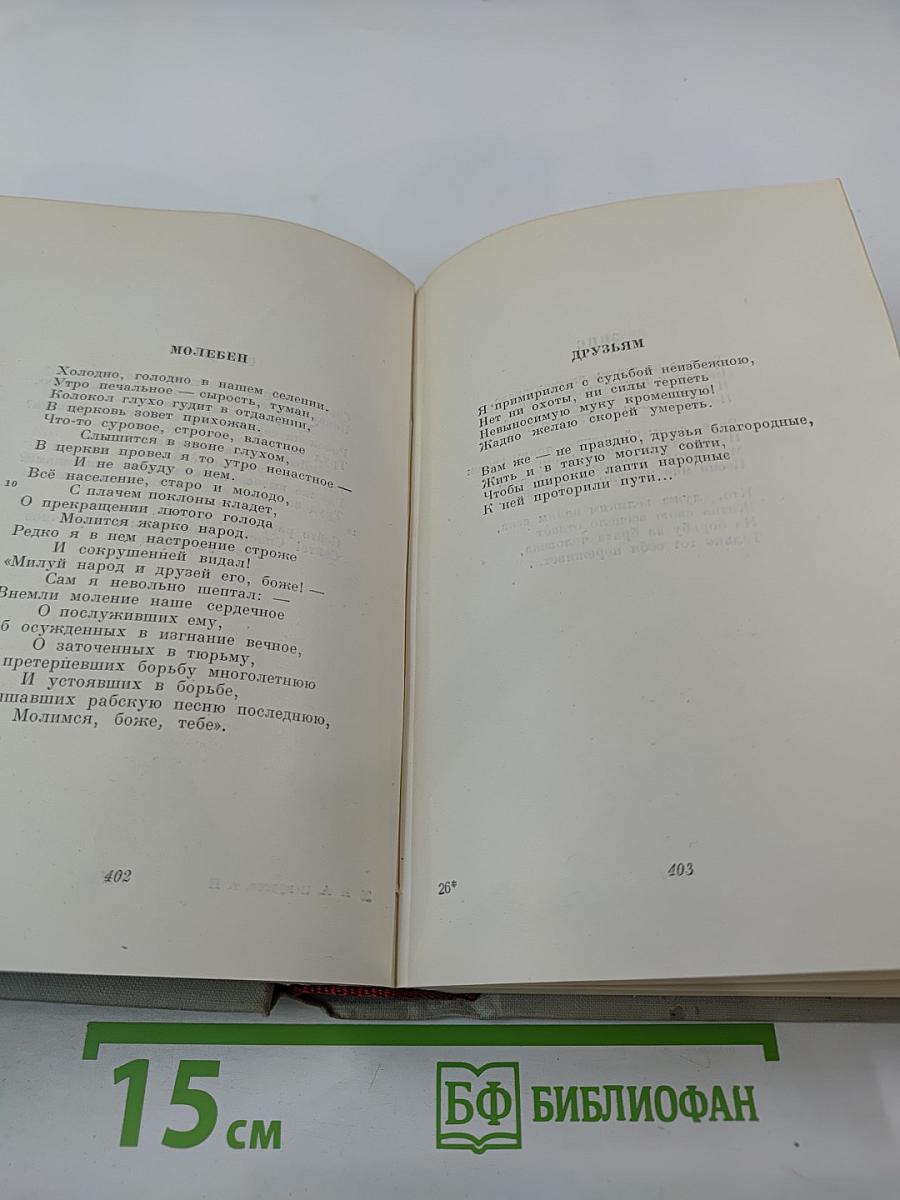 МОЛЕБЕН
Холодно, голодно в нашем селении.
Утро печальное — сырость, туман,
Колокол глухо гудит в отдалении,
В церковь зовет прихожан.
Что-то суровое, строгое, властное
Слышится в звоне глухом,
В церкви провел я то утро ненастное —
И не забуду о нем.
Всё население, старо и молодо,
10 С плачем поклоны кладет,
О прекращении лютого голода
Молится жарко народ.
Редко я в нем настроение строже
И сокрушенней видал!
«Милуй народ и друзей его, боже! —
Сам я невольно шептал: —
Внемли моление наше сердечное
О послуживших ему,
б осужденных в изгнание вечное,
О заточенных в тюрьму,
претерпевших борьбу многолетнюю
И устоявших в борьбе,
ышавших рабскую песню последнюю,
Молимся, боже, тебе».
402
ДРУЗЬЯМ
Я примирился с судьбой неизбежною,
Нет ни охоты, ни силы терпеть
Невыносимую муку кромешную!
Жадно желаю скорей умереть.
Вам же — не праздно, друзья благородные,
Жить и в такую могилу сойти,
Чтобы широкие лапти народные
К ней проторили пути...
26*
403
15 см
БФ БИБЛИОФАН